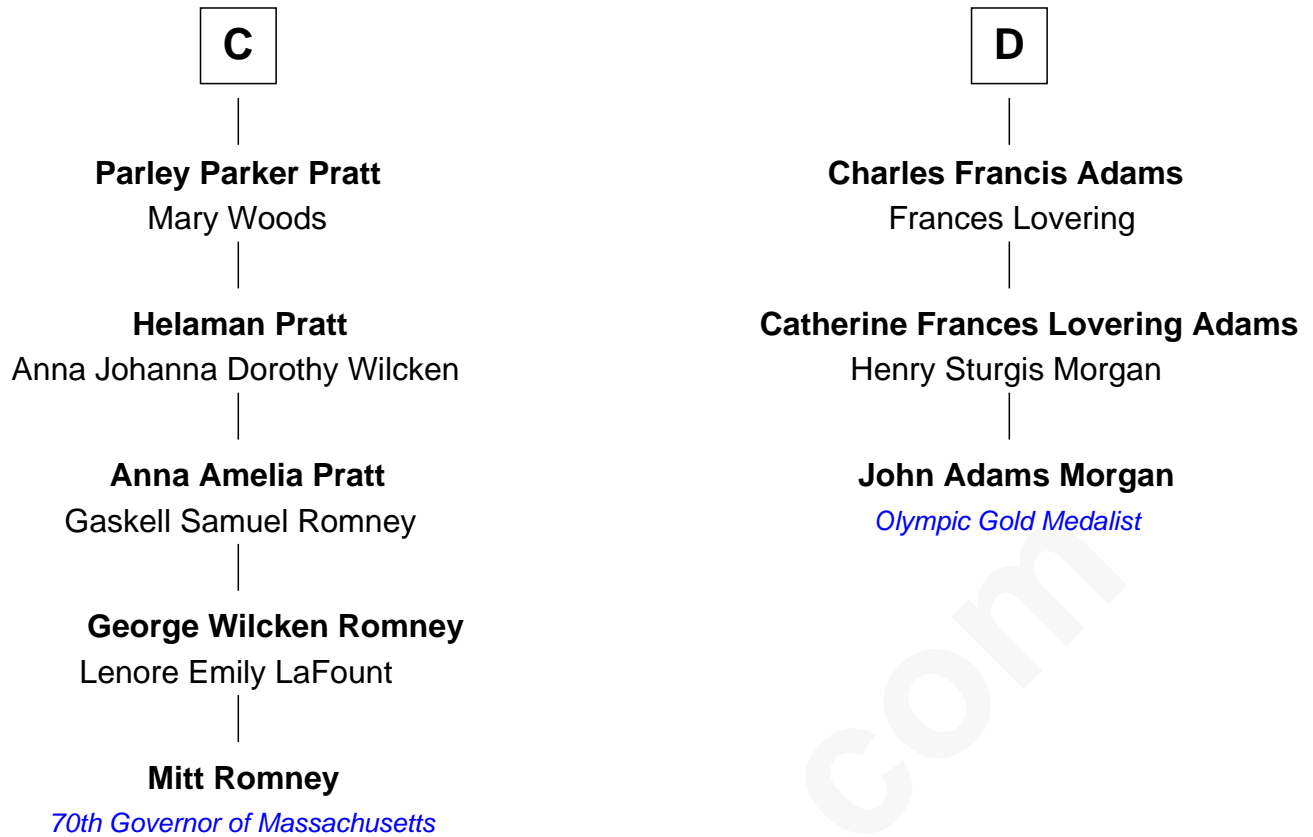 C
Parley Parker Pratt
Mary Woods
Helaman Pratt
Anna Johanna Dorothy Wilcken
Anna Amelia Pratt
Gaskell Samuel Romney
George Wilcken Romney
Lenore Emily LaFount
Mitt Romney
70th Governor of Massachusetts
D
Charles Francis Adams
Frances Lovering
Catherine Frances Lovering Adams
Henry Sturgis Morgan
John Adams Morgan
Olympic Gold Medalist
com